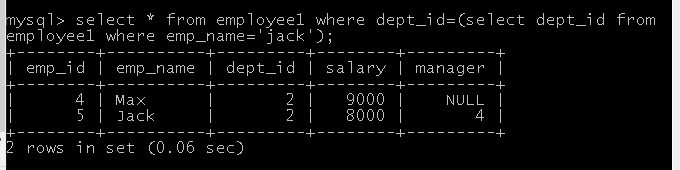 mysql> select * from employee1 where dept_id=(select dept_id from
employee1 where emp_name='jack');
+--------+----------+---------+--------+---------+
| emp_id | emp_name | dept_id | salary | manager |
+--------+----------+---------+--------+---------+
|      4 | Max      |       2 |   9000 |    NULL |
|      5 | Jack     |       2 |   8000 |       4 |
+--------+----------+---------+--------+---------+
2 rows in set (0.06 sec)